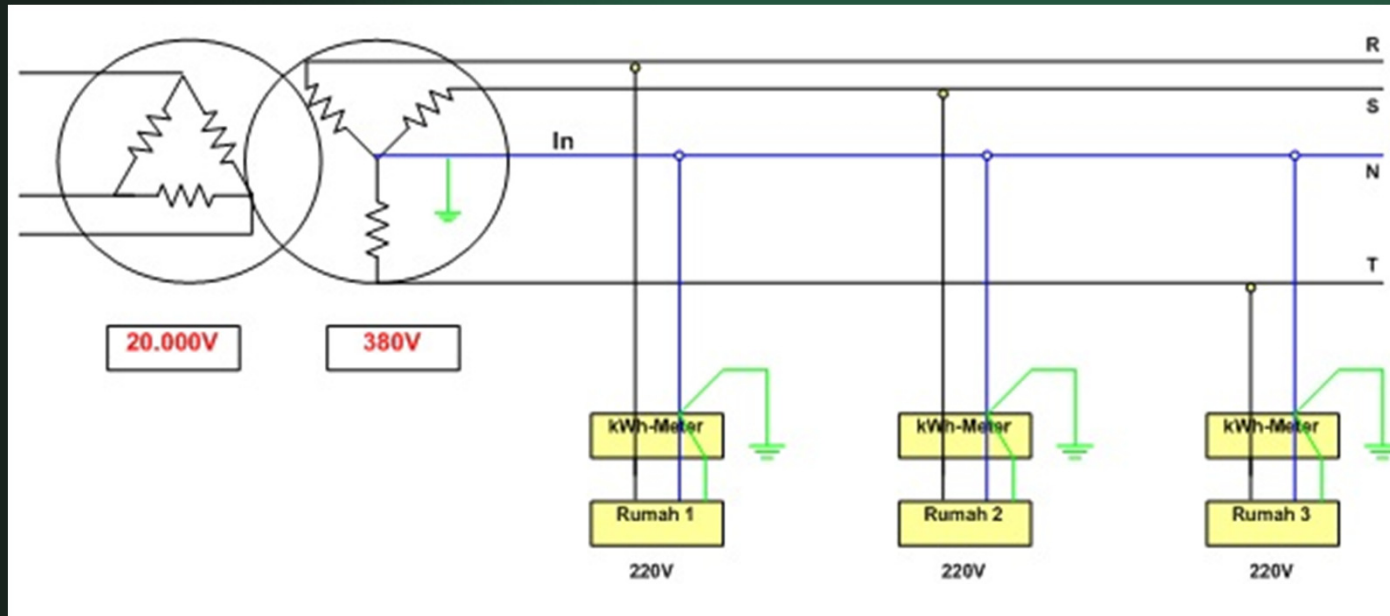 R
S
In
N
T
20.000V
380V
kWh-Meter
kWh-Meter
kWh-Meter
Rumah 1
Rumah 2
Rumah 3
220V
220V
220V